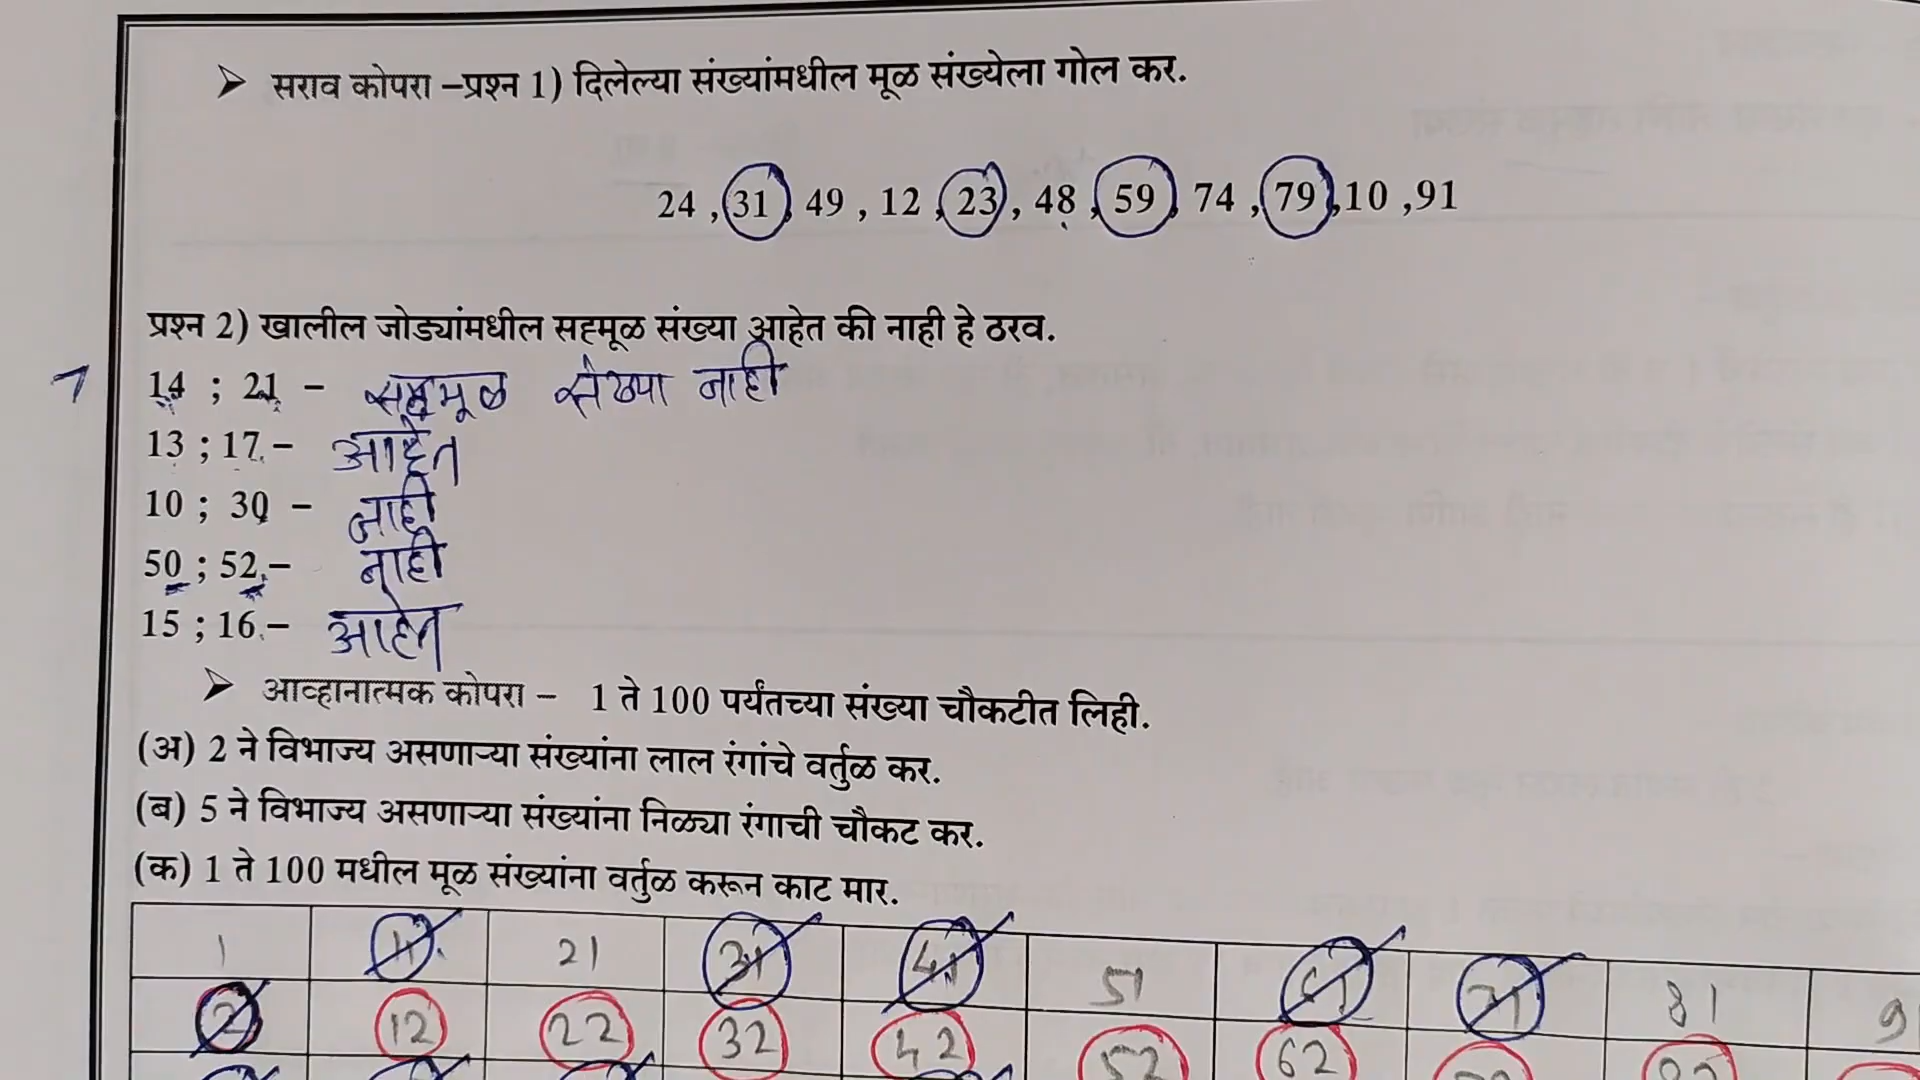 ➢ सराव कोपरा –प्रश्न 1) दिलेल्या संख्यांमधील मूळ संख्येला गोल कर.
24 , 31 , 49 , 12 , 23 , 48 , 59 , 74 , 79 ,10 ,91
प्रश्न 2) खालील जोड्यांमधील सहमूळ संख्या आहेत की नाही हे ठरव.
14 ; 21 – सहमूळ संख्या नाही
13 ; 17 – आहेत
10 ; 30 – नाही
50 ; 52 – नाही
15 ; 16 – आहेत
➢ आव्हानात्मक कोपरा – 1 ते 100 पर्यंतच्या संख्या चौकटीत लिही.
(अ) 2 ने विभाज्य असणाऱ्या संख्यांना लाल रंगांचे वर्तुळ कर.
(ब) 5 ने विभाज्य असणाऱ्या संख्यांना निळ्या रंगाची चौकट कर.
(क) 1 ते 100 मधील मूळ संख्यांना वर्तुळ करून काट मार.
1 11 21 31 41 51 61 71 81
2 12 22 32 42 52 62